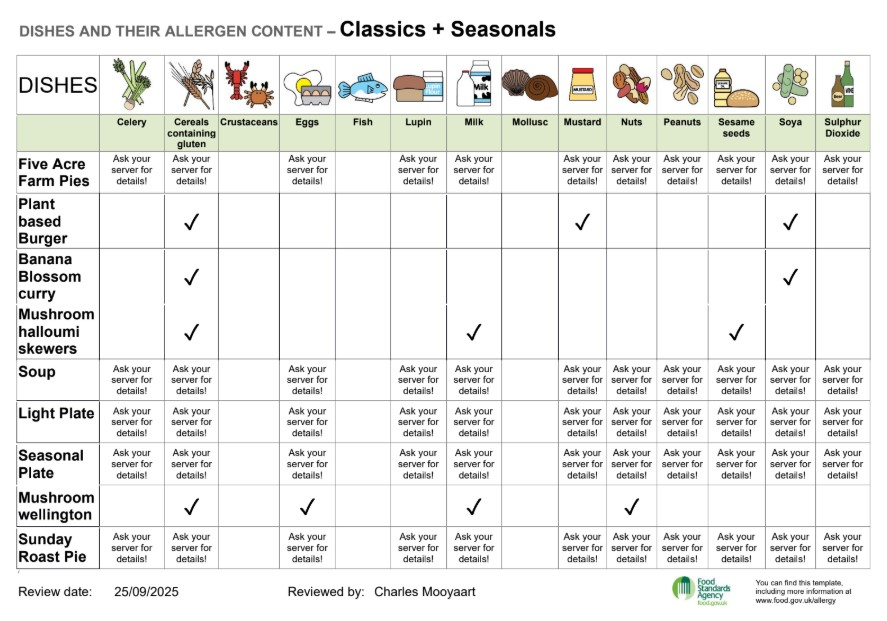 DISHES AND THEIR ALLERGEN CONTENT – Classics + Seasonals
DISHES
Milk
MUSTARD
WINE
Celery
Cereals containing gluten
Crustaceans
Eggs
Fish
Lupin
Milk
Mollusc
Mustard
Nuts
Peanuts
Sesame seeds
Soya
Sulphur Dioxide
Five Acre Farm Pies
Ask your server for details!
Ask your server for details!
Ask your server for details!
Ask your server for details!
Ask your server for details!
Ask your server for details!
Ask your server for details!
Ask your server for details!
Ask your server for details!
Ask your server for details!
Ask your server for details!
Plant based Burger
✓ ✓ ✓
Banana Blossom curry
✓ ✓
Mushroom halloumi skewers
✓ ✓ ✓
Soup
Ask your server for details!
Ask your server for details!
Ask your server for details!
Ask your server for details!
Ask your server for details!
Ask your server for details!
Ask your server for details!
Ask your server for details!
Ask your server for details!
Ask your server for details!
Ask your server for details!
Light Plate
Ask your server for details!
Ask your server for details!
Ask your server for details!
Ask your server for details!
Ask your server for details!
Ask your server for details!
Ask your server for details!
Ask your server for details!
Ask your server for details!
Ask your server for details!
Ask your server for details!
Seasonal Plate
Ask your server for details!
Ask your server for details!
Ask your server for details!
Ask your server for details!
Ask your server for details!
Ask your server for details!
Ask your server for details!
Ask your server for details!
Ask your server for details!
Ask your server for details!
Ask your server for details!
Mushroom wellington
✓ ✓ ✓ ✓
Sunday Roast Pie
Ask your server for details!
Ask your server for details!
Ask your server for details!
Ask your server for details!
Ask your server for details!
Ask your server for details!
Ask your server for details!
Ask your server for details!
Ask your server for details!
Ask your server for details!
Ask your server for details!
Review date: 25/09/2025
Reviewed by: Charles Mooyaart
Food
Standards
Agency
food.gov.uk
You can find this template,
including more information at
www.food.gov.uk/allergy